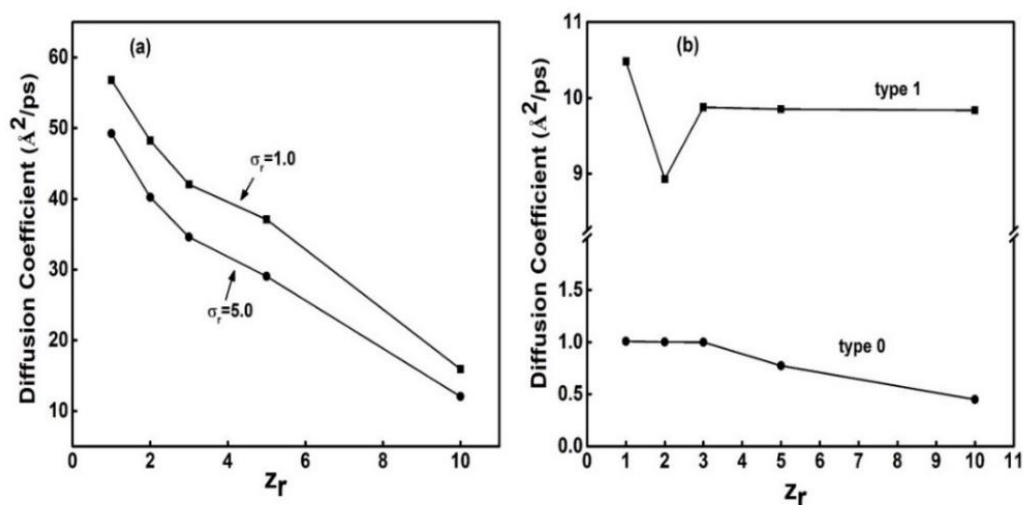 (a)
Diffusion Coefficient (Å²/ps)
60
50
40
30
20
10
σr=1.0
σr=5.0
0 2 4 6 8 10
zr
(b)
Diffusion Coefficient (Å²/ps)
11
10
9
1.5
1.0
0.5
0.0
type 1
type 0
0 1 2 3 4 5 6 7 8 9 10 11
zr